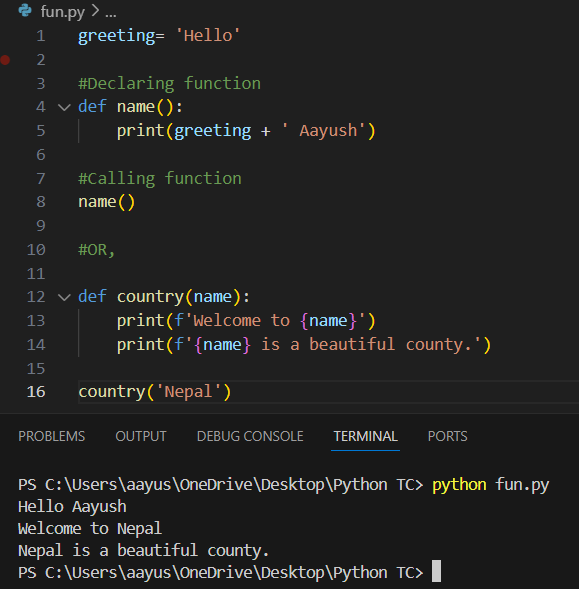 fun.py > ...
1 greeting= 'Hello'
2
3 #Declaring function
4 def name():
5     print(greeting + ' Aayush')
6
7 #Calling function
8 name()
9
10 #OR,
11
12 def country(name):
13     print(f'Welcome to {name}')
14     print(f'{name} is a beautiful county.')
15
16 country('Nepal')
PROBLEMS OUTPUT DEBUG CONSOLE TERMINAL PORTS
PS C:\Users\aayus\OneDrive\Desktop\Python TC> python fun.py
Hello Aayush
Welcome to Nepal
Nepal is a beautiful county.
PS C:\Users\aayus\OneDrive\Desktop\Python TC>